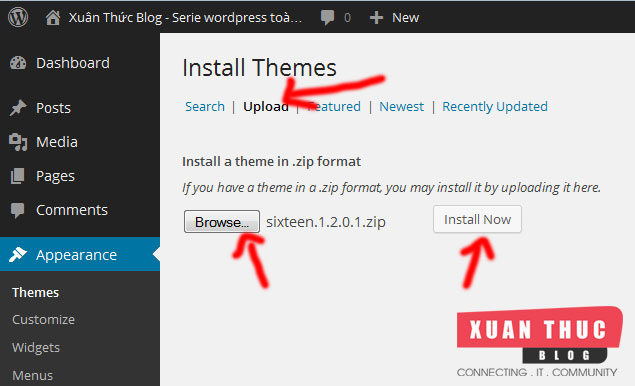 Xuân Thức Blog - Serie wordpress toà... 0 New
Dashboard
Posts
Media
Pages
Comments
Appearance
Themes
Customize
Widgets
Menus
Install Themes
Search | Upload | Featured | Newest | Recently Updated
Install a theme in .zip format
If you have a theme in a .zip format, you may install it by uploading it here.
Browse... sixteen.1.2.0.1.zip Install Now
XUAN THUC
BLOG
CONNECTING . IT . COMMUNITY